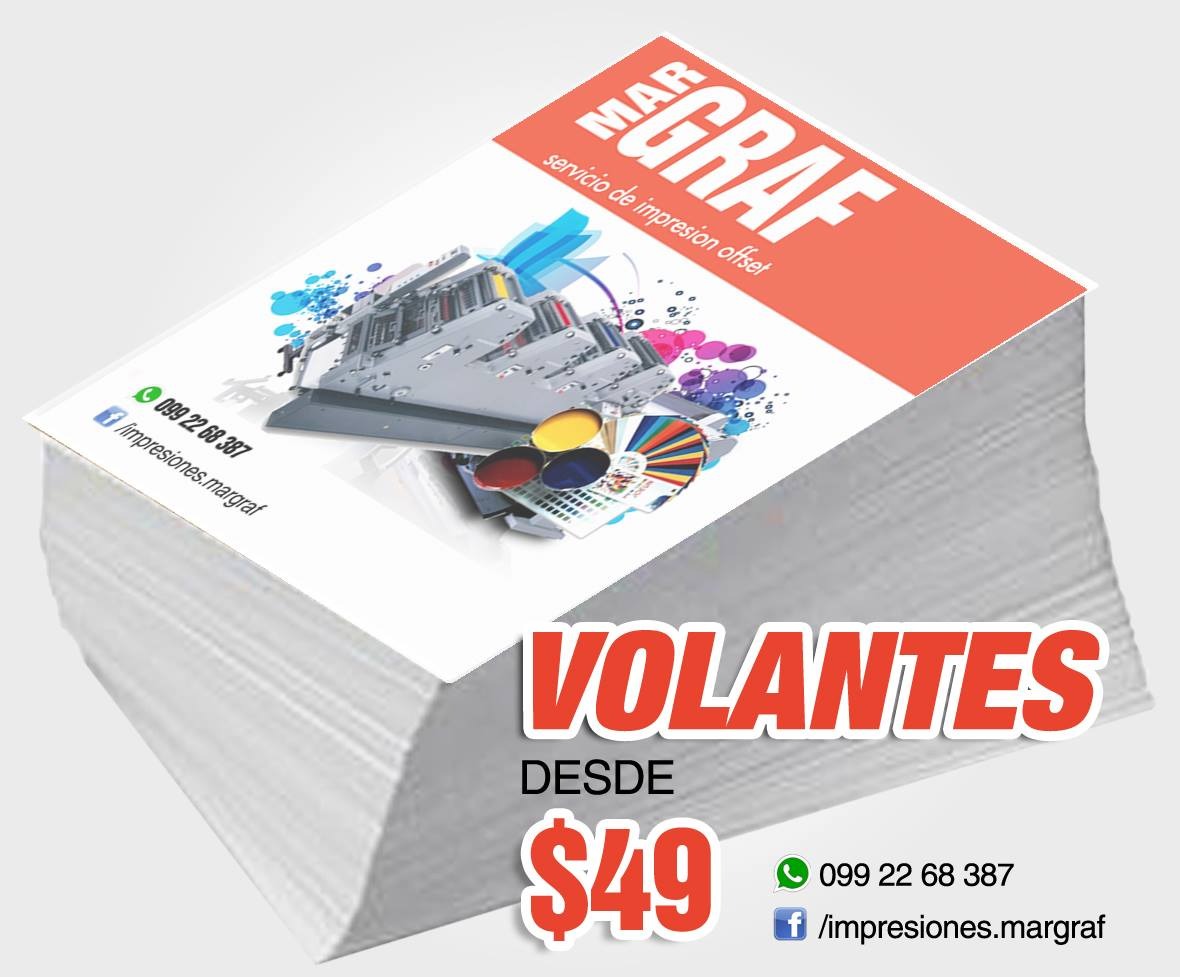 MAR
GRAF
servicio de impresion offset
099 22 68 387
/impresiones.margraf
VOLANTES
DESDE
$49
099 22 68 387
/impresiones.margraf